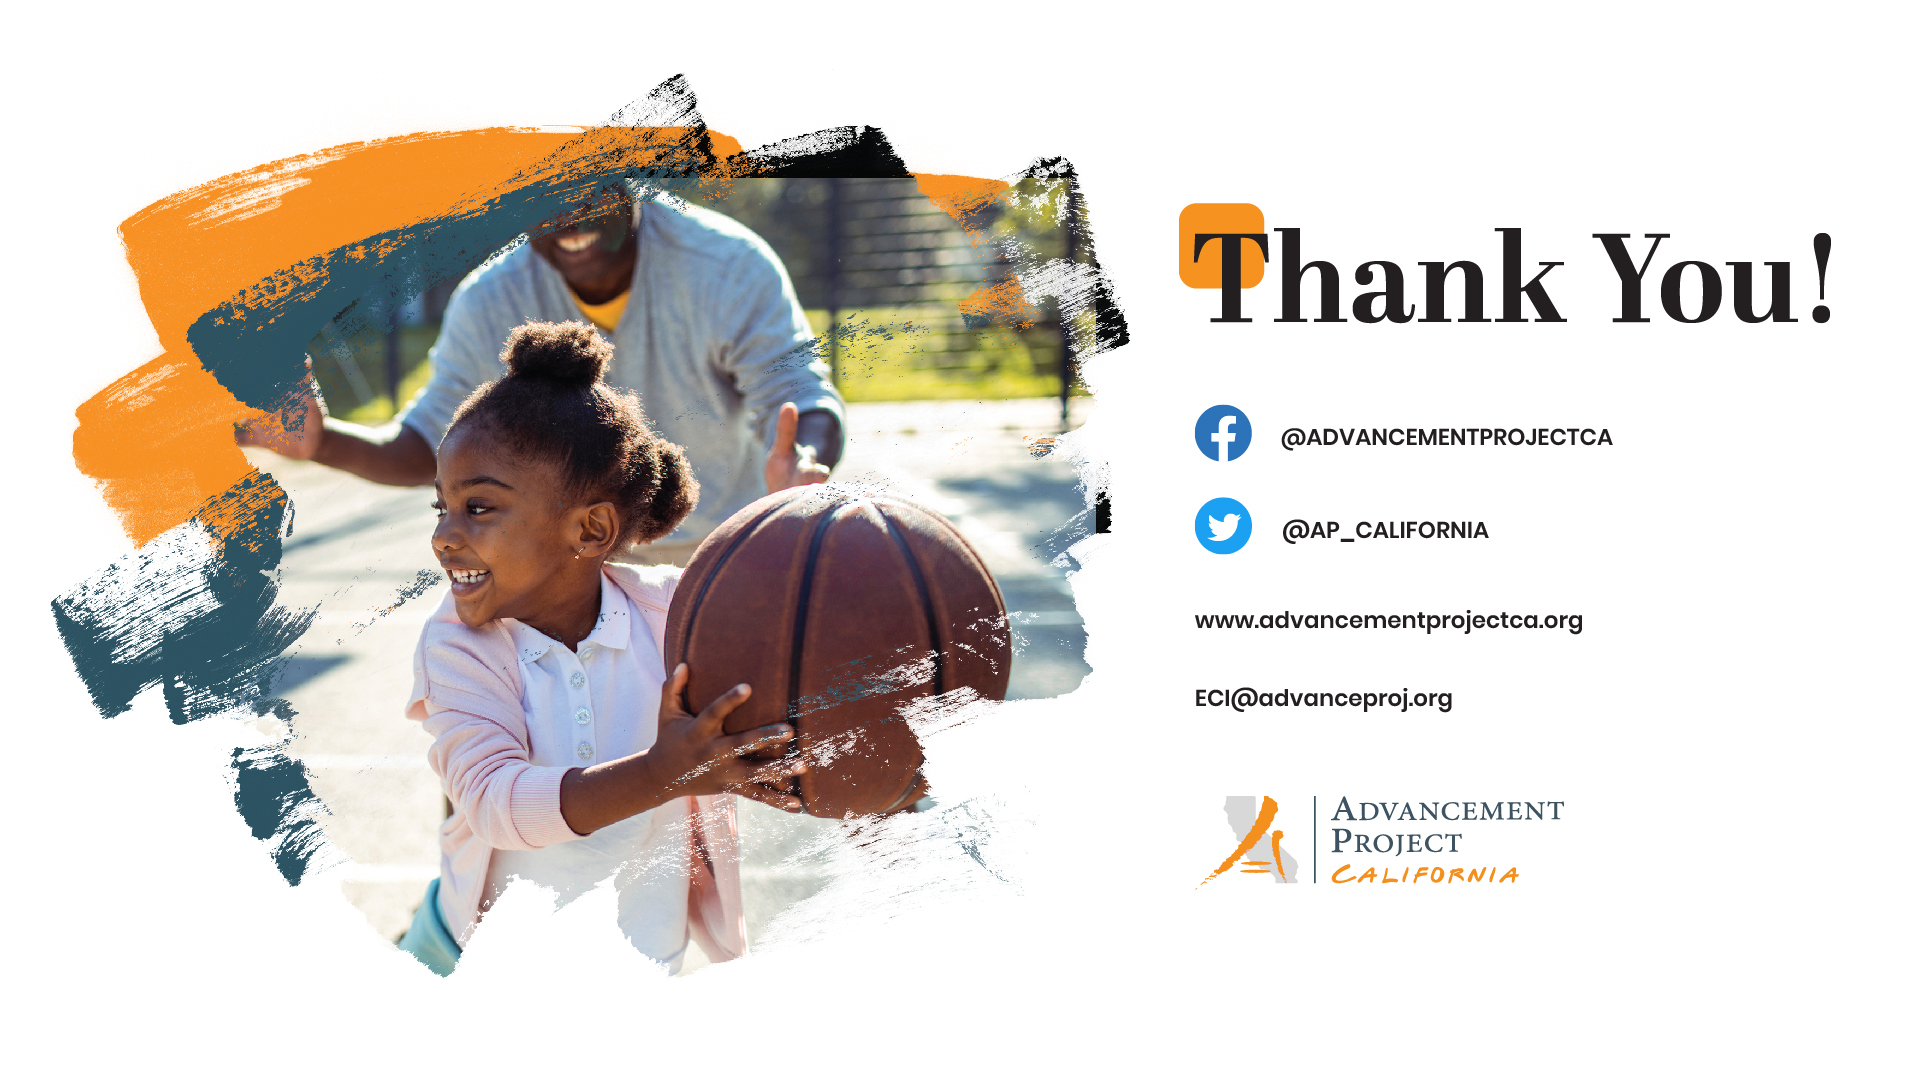 Thank You!
@ADVANCEMENTPROJECTCA
@AP_CALIFORNIA
www.advancementprojectca.org
ECI@advanceproj.org
ADVANCEMENT
PROJECT
CALIFORNIA